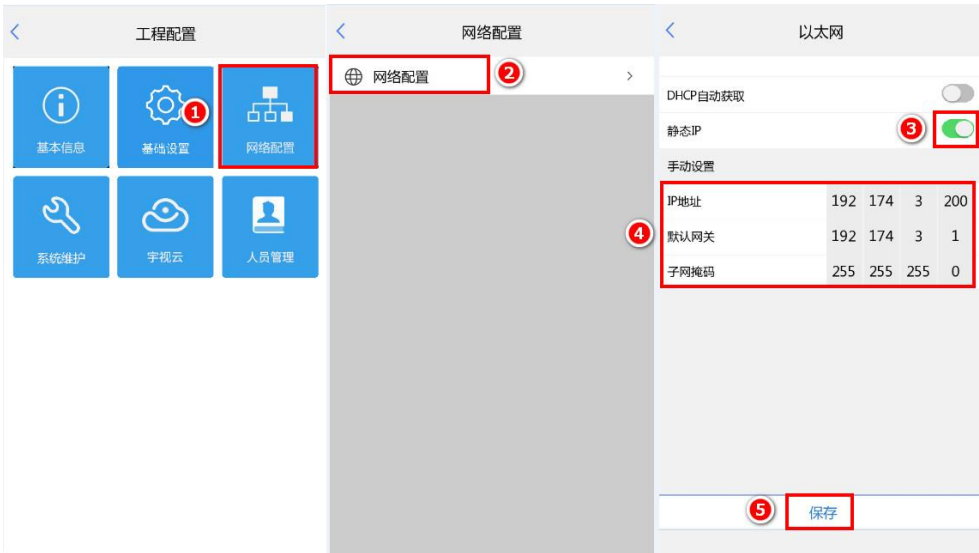 工程配置
基本信息
基础设置
1
网络配置
系统维护
宇视云
人员管理
网络配置
网络配置
2
以太网
DHCP自动获取
静态IP
3
手动设置
4
IP地址 192 174 3 200
默认网关 192 174 3 1
子网掩码 255 255 255 0
5
保存